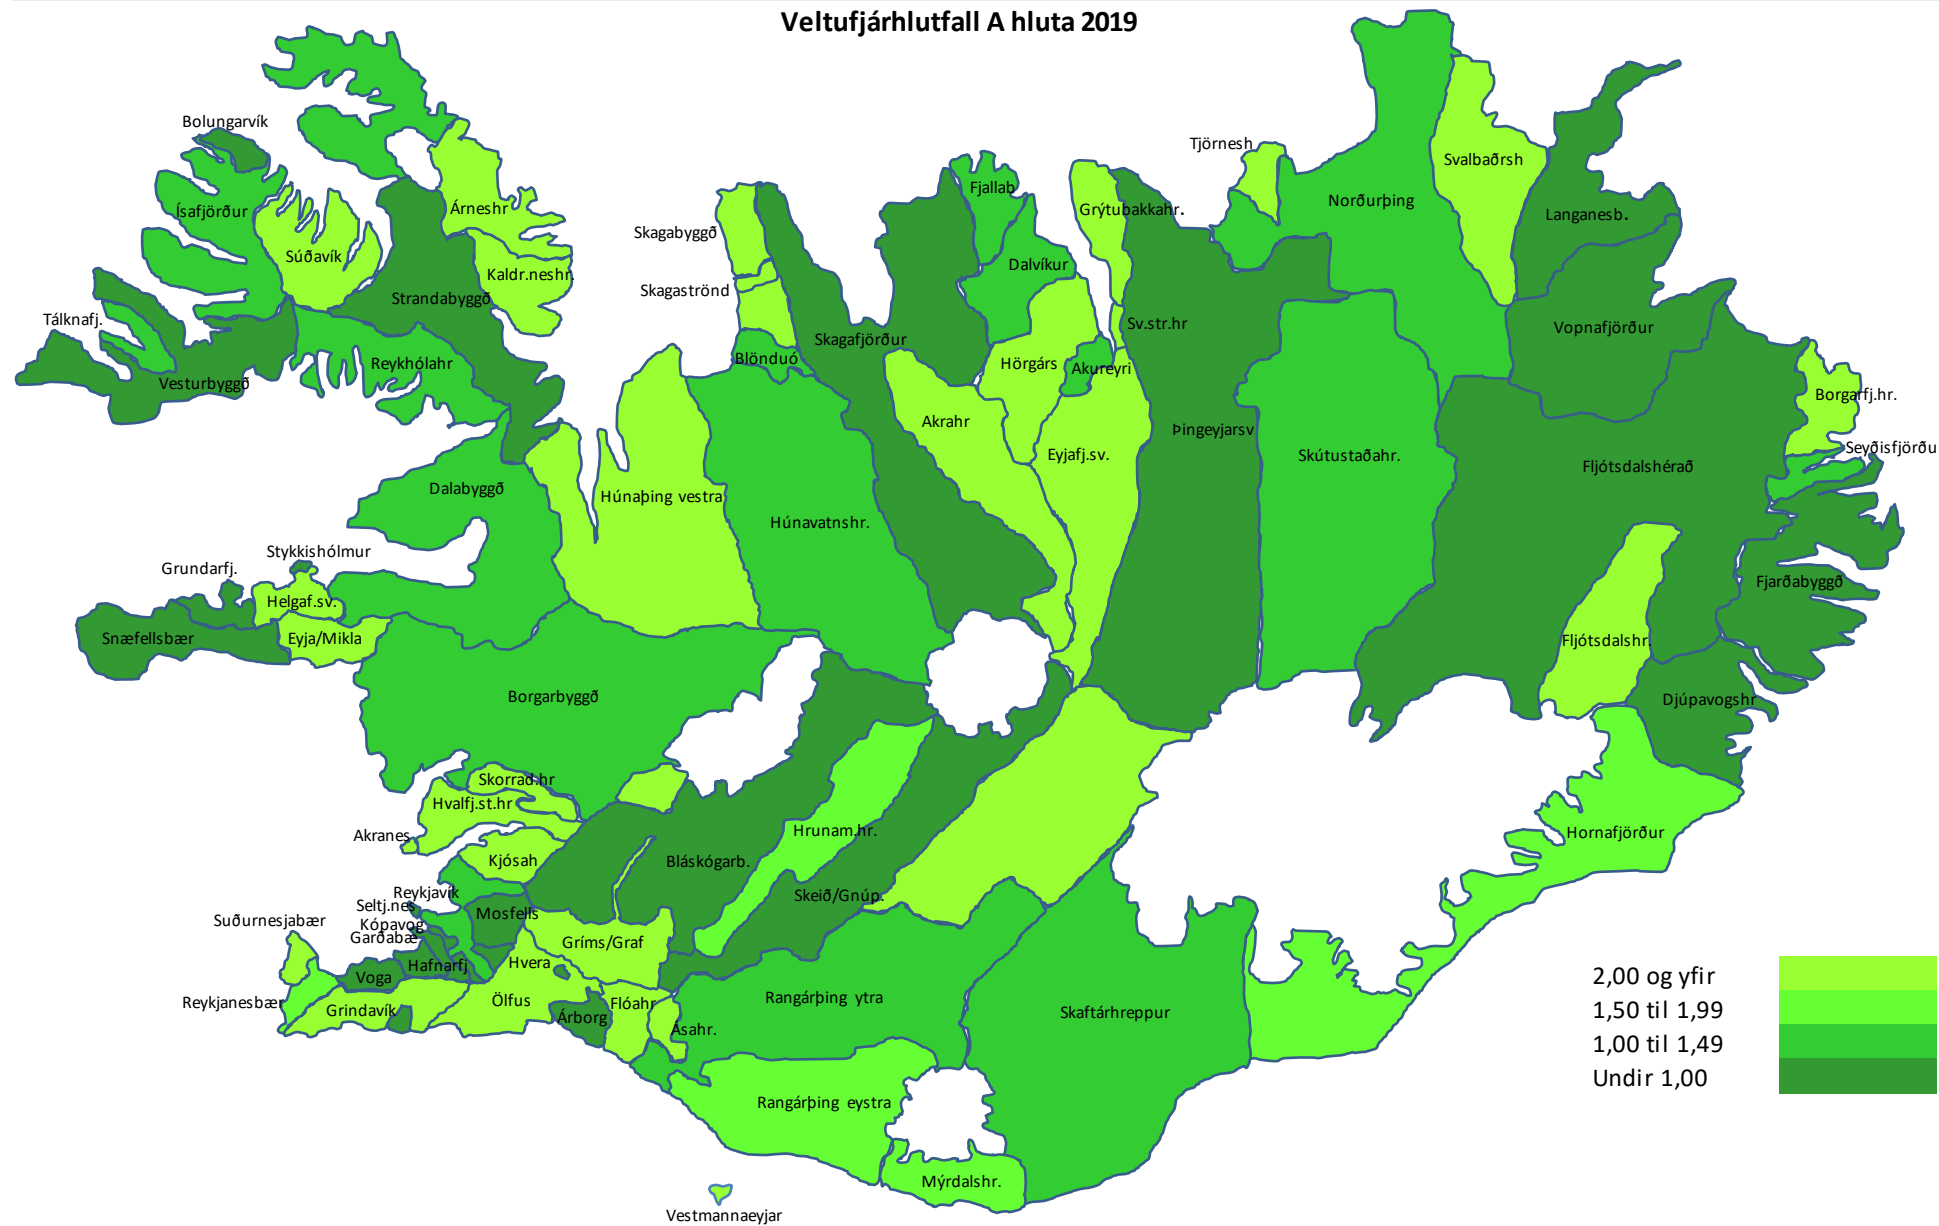 Veltufjárhlutfall A hluta 2019
Bolungarvík
Tjörnesh
Svalbaðrsh
Fjallab
Norðurþing
Árneshr
Ísafjörður
Grýtubakkahr.
Langanesb.
Skagabyggð
Súðavík
Dalvíkur
Kaldr.neshr
Skagaströnd
Strandabyggð
Tálknafj.
Sv.str.hr
Vopnafjörður
Skagafjörður
Blönduó
Hörgárs
Akureyri
Reykhólahr
Vesturbyggð
Borgarfj.hr.
Akrahr
Þingeyjarsv
Seyðisfjörðu
Eyjafj.sv.
Skútustaðahr.
Fljótsdalshérað
Dalabyggð
Húnaþing vestra
Húnavatnshr.
Stykkishólmur
Grundarfj.
Fjarðabyggð
Helgaf.sv.
Snæfellsbær
Eyja/Mikla
Fljótsdalshr.
Borgarbyggð
Djúpavogshr
Skorrad.hr
Hvalfj.st.hr
Akranes
Hrunam.hr.
Hornafjörður
Kjósah
Bláskógarb.
Reykjavík
Skeið/Gnúp.
Seltj.nes
Mosfells
Suðurnesjabær
Kópavog
Garðabæ
Gríms/Graf
Hvera
Hafnarfj
Voga
2,00 og yfir
Reykjanesbær
Grindavík
Ölfus
Flóahr
Rangárþing ytra
1,50 til 1,99
Árborg
Skaftárhreppur
Ásahr.
1,00 til 1,49
Undir 1,00
Rangárþing eystra
Mýrdalshr.
Vestmannaeyjar